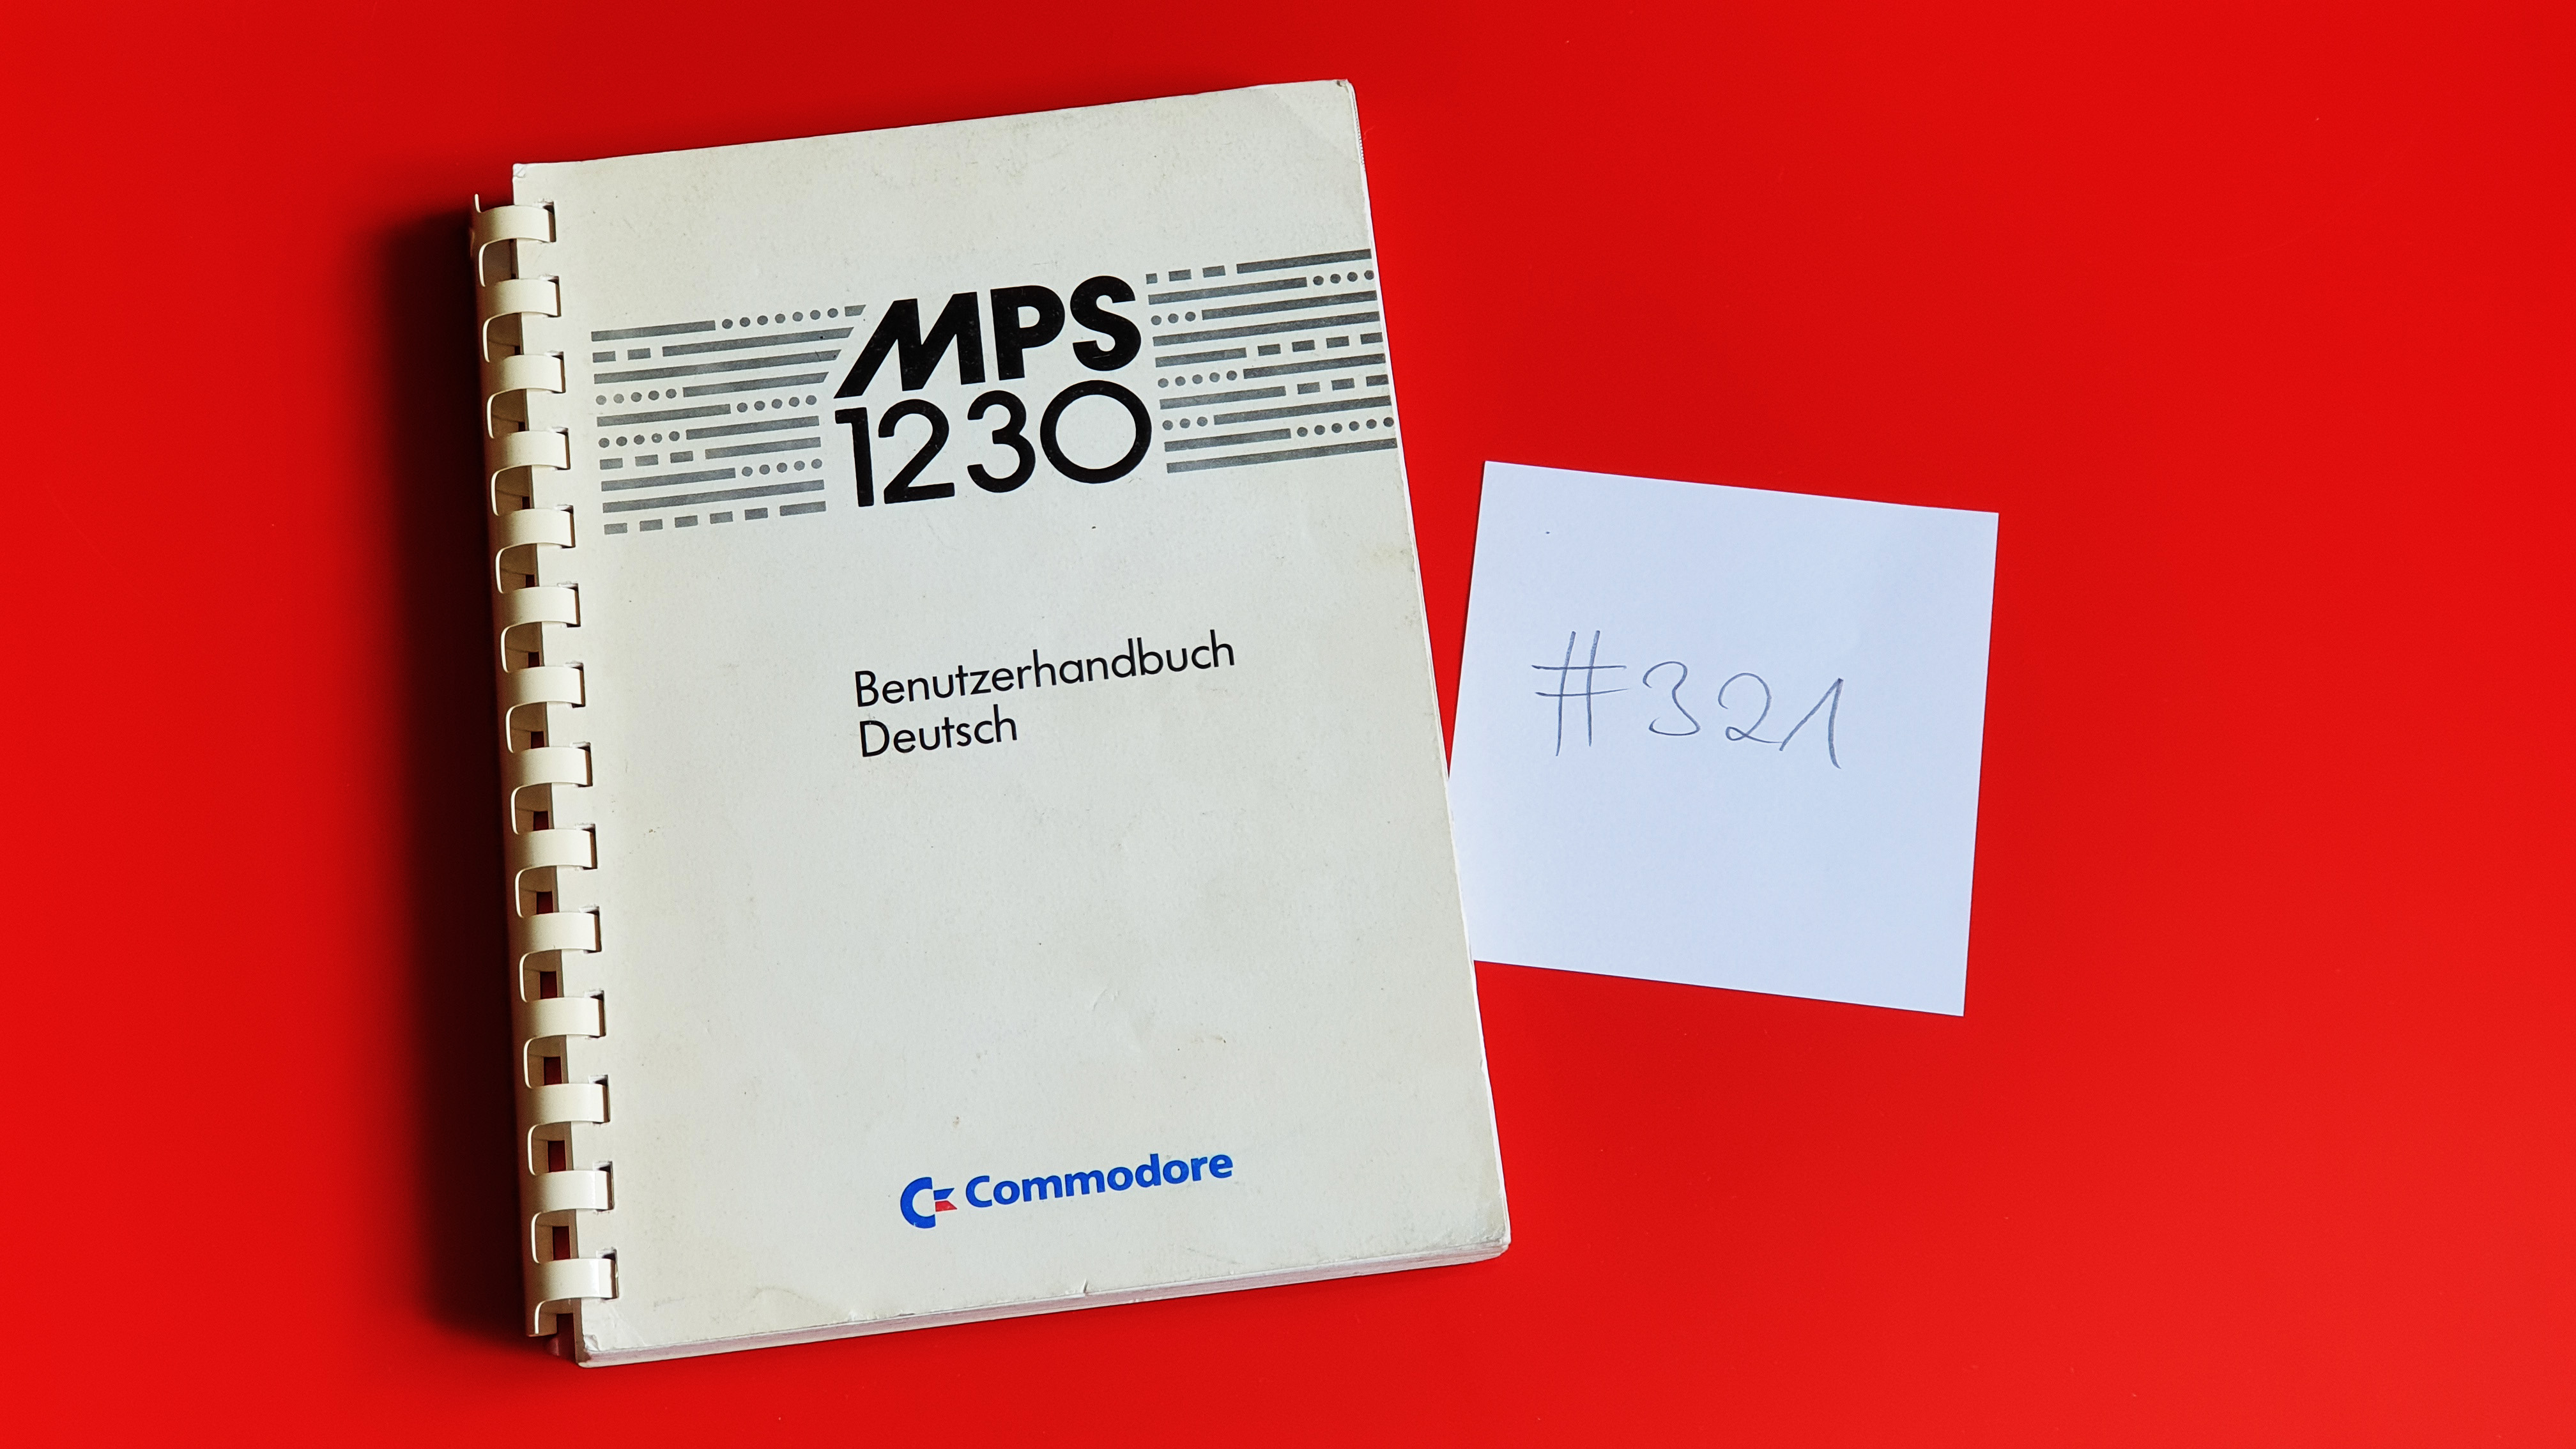 MPS
1230
Benutzerhandbuch
Deutsch
Commodore
#321